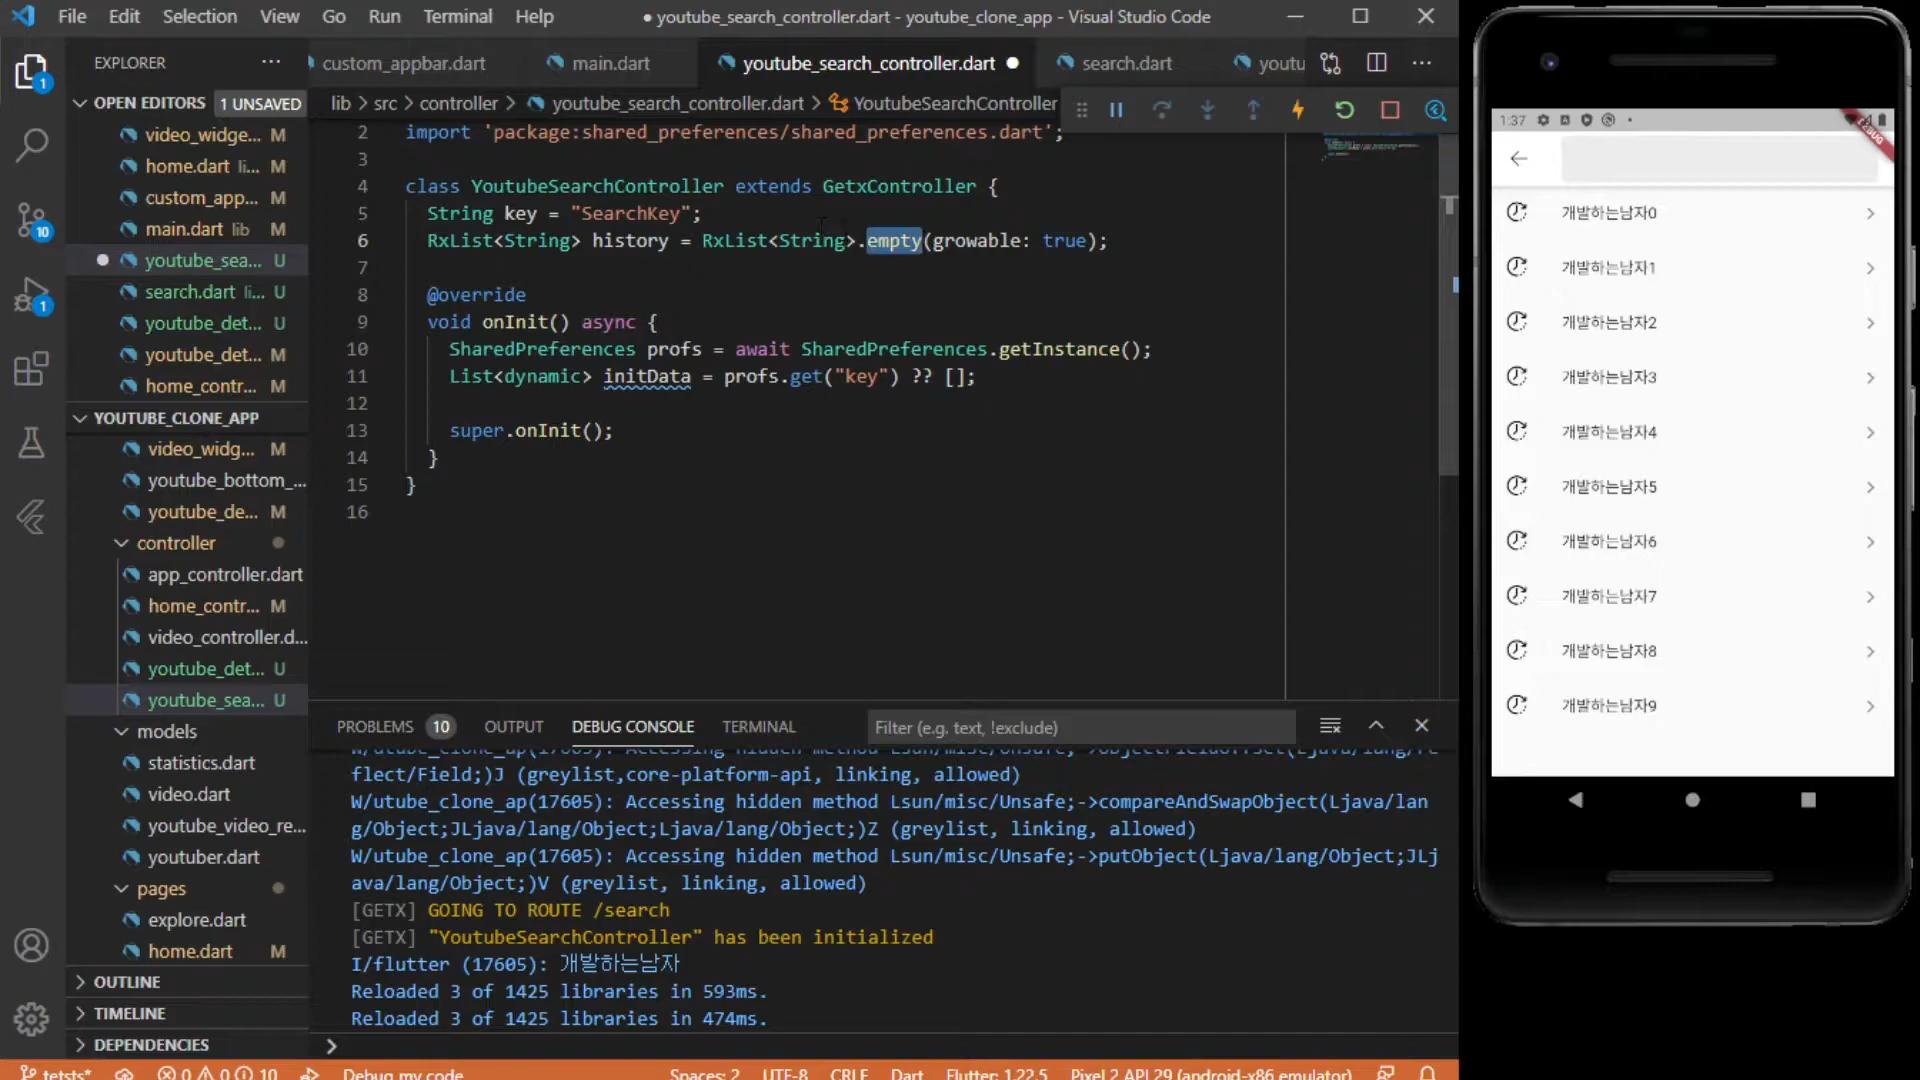 File Edit Selection View Go Run Terminal Help
● youtube_search_controller.dart - youtube_clone_app - Visual Studio Code
EXPLORER
custom_appbar.dart main.dart youtube_search_controller.dart search.dart youtu
OPEN EDITORS 1 UNSAVED
lib > src > controller > youtube_search_controller.dart > YoutubeSearchController
video_widge... M
home.dart li... M
custom_app... M
main.dart lib M
youtube_sea... U
search.dart li... U
youtube_det... U
youtube_det... M
home_contr... M
YOUTUBE_CLONE_APP
video_widg... M
youtube_bottom_...
youtube_de... M
controller
app_controller.dart
home_contr... M
video_controller.d...
youtube_det... U
youtube_sea... U
models
statistics.dart
video.dart
youtube_video_re...
youtuber.dart
pages
explore.dart
home.dart M
OUTLINE
TIMELINE
DEPENDENCIES
1
10
1
2 import 'package:shared_preferences/shared_preferences.dart';
3
4 class YoutubeSearchController extends GetxController {
5 String key = "SearchKey";
6 RxList<String> history = RxList<String>.empty(growable: true);
7
8 @override
9 void onInit() async {
10 SharedPreferences profs = await SharedPreferences.getInstance();
11 List<dynamic> initData = profs.get("key") ?? [];
12
13 super.onInit();
14 }
15 }
16
PROBLEMS 10 OUTPUT DEBUG CONSOLE TERMINAL Filter (e.g. text, !exclude)
flect/Field;)J (greylist,core-platform-api, linking, allowed)
W/utube_clone_ap(17605): Accessing hidden method Lsun/misc/Unsafe;->compareAndSwapObject(Ljava/lan
g/Object;JLjava/lang/Object;Ljava/lang/Object;)Z (greylist, linking, allowed)
W/utube_clone_ap(17605): Accessing hidden method Lsun/misc/Unsafe;->putObject(Ljava/lang/Object;JLj
ava/lang/Object;)V (greylist, linking, allowed)
[GETX] GOING TO ROUTE /search
[GETX] "YoutubeSearchController" has been initialized
I/flutter (17605): 개발하는남자
Reloaded 3 of 1425 libraries in 593ms.
Reloaded 3 of 1425 libraries in 474ms.
>
tetsts* 0 0 10 Debug my code Spaces: 2 UTF-8 CRLF Dart Flutter: 1.22.5 Pixel 2 API 29 (android-x86 emulator)
1:37
DEBUG
개발하는남자0
개발하는남자1
개발하는남자2
개발하는남자3
개발하는남자4
개발하는남자5
개발하는남자6
개발하는남자7
개발하는남자8
개발하는남자9